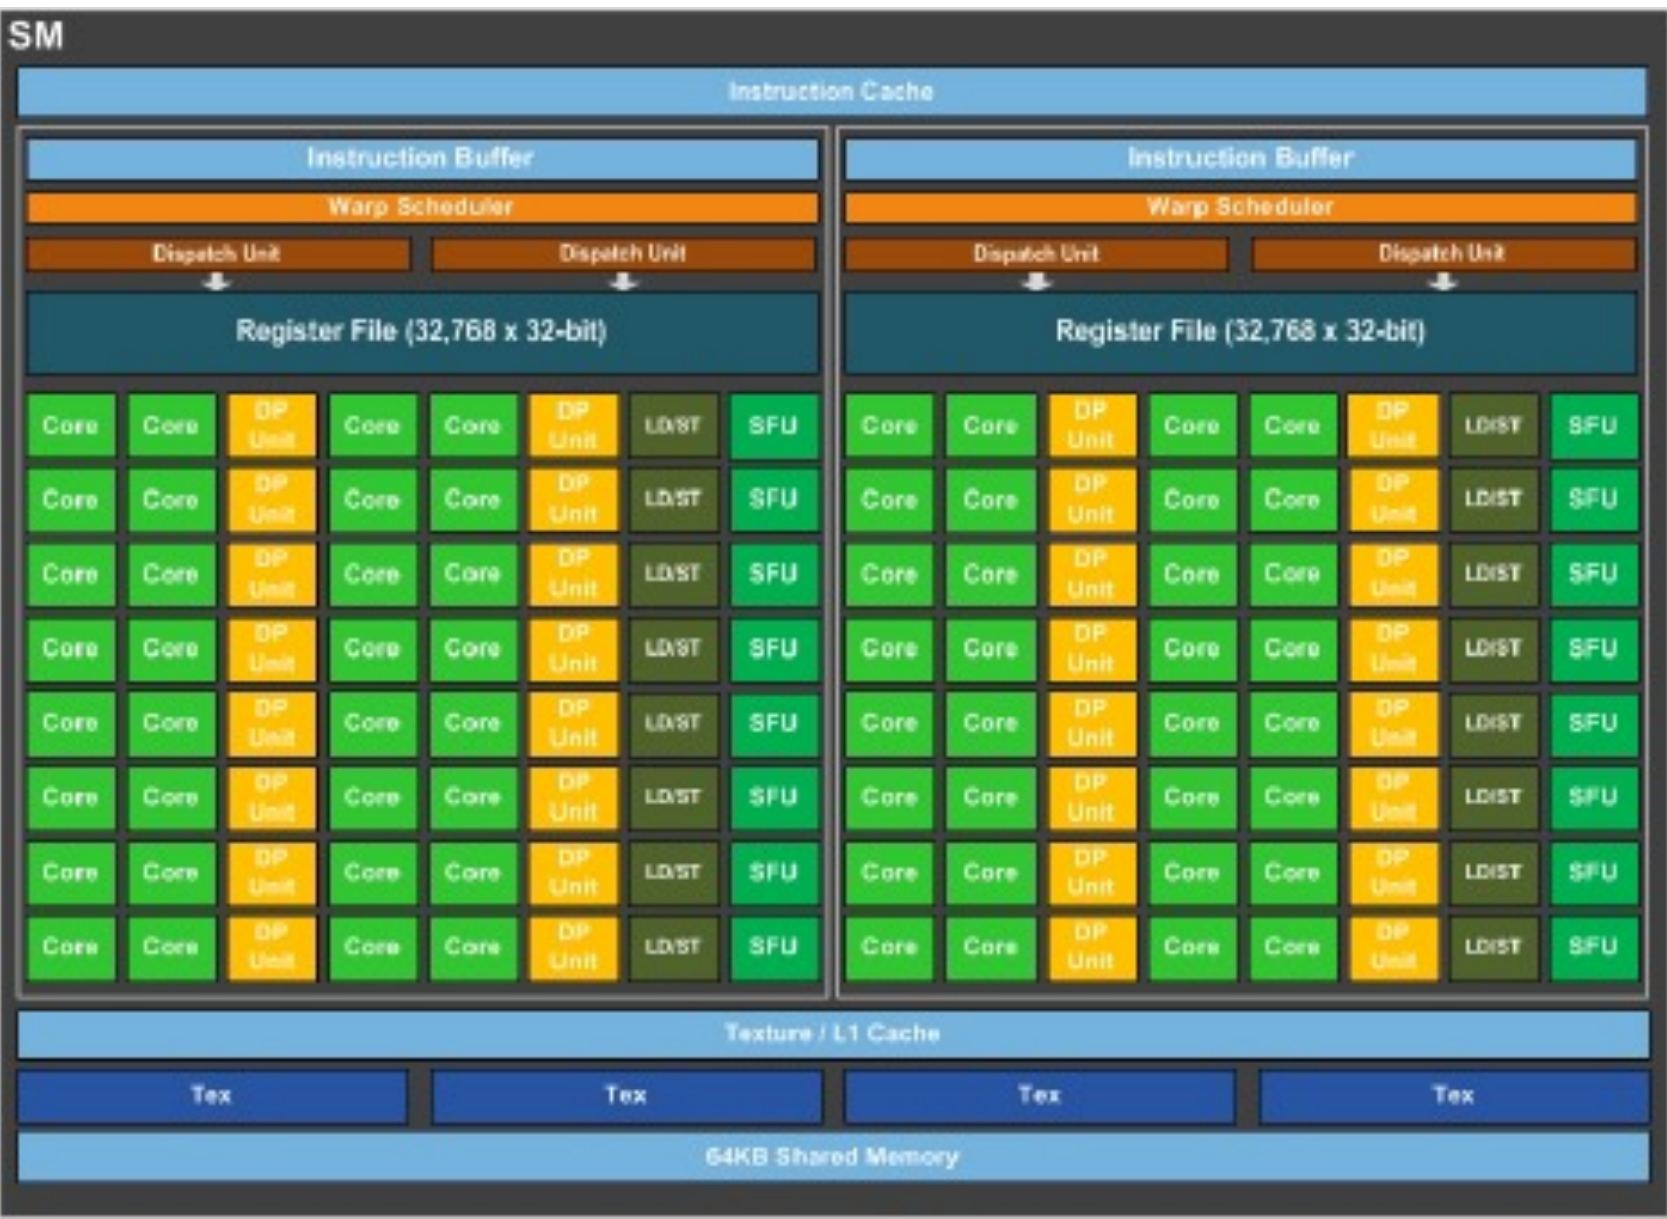 SM
Instruction Cache
Instruction Buffer Instruction Buffer
Warp Scheduler Warp Scheduler
Dispatch Unit Dispatch Unit Dispatch Unit Dispatch Unit
Register File (32,768 x 32-bit) Register File (32,768 x 32-bit)
Core Core DP Unit Core Core DP Unit LD/ST SFU Core Core DP Unit Core Core DP Unit LD/ST SFU
Core Core DP Unit Core Core DP Unit LD/ST SFU Core Core DP Unit Core Core DP Unit LD/ST SFU
Core Core DP Unit Core Core DP Unit LD/ST SFU Core Core DP Unit Core Core DP Unit LD/ST SFU
Core Core DP Unit Core Core DP Unit LD/ST SFU Core Core DP Unit Core Core DP Unit LD/ST SFU
Core Core DP Unit Core Core DP Unit LD/ST SFU Core Core DP Unit Core Core DP Unit LD/ST SFU
Core Core DP Unit Core Core DP Unit LD/ST SFU Core Core DP Unit Core Core DP Unit LD/ST SFU
Core Core DP Unit Core Core DP Unit LD/ST SFU Core Core DP Unit Core Core DP Unit LD/ST SFU
Core Core DP Unit Core Core DP Unit LD/ST SFU Core Core DP Unit Core Core DP Unit LD/ST SFU
Texture / L1 Cache
Tex Tex Tex Tex
64KB Shared Memory